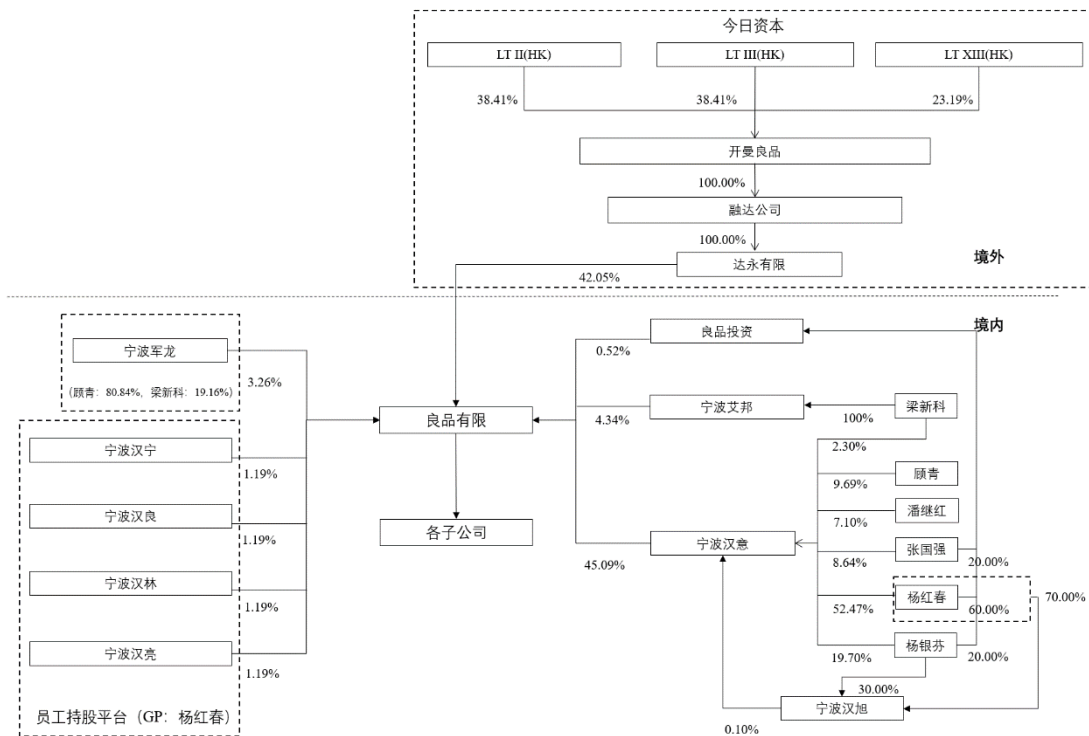 今日资本
LT II(HK)
LT III(HK)
LT XIII(HK)
38.41%
38.41%
23.19%
开曼良品
100.00%
融达公司
100.00%
达永有限
境外
42.05%
境内
宁波军龙
(顾青：80.84%，梁新科：19.16%)
3.26%
良品投资
0.52%
良品有限
宁波艾邦
4.34%
梁新科
100%
2.30%
宁波汉宁
1.19%
顾青
9.69%
宁波汉良
1.19%
各子公司
潘继红
7.10%
宁波汉意
45.09%
张国强
8.64%
20.00%
宁波汉林
1.19%
杨红春
52.47%
60.00%
70.00%
宁波汉亮
1.19%
杨银芬
19.70%
20.00%
30.00%
宁波汉旭
0.10%
员工持股平台（GP：杨红春）